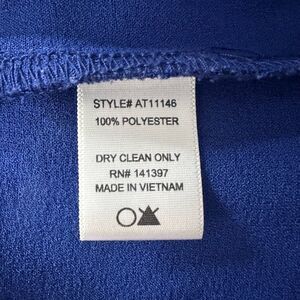 STYLE# AT11146
100% POLYESTER
DRY CLEAN ONLY
RN# 141397
MADE IN VIETNAM